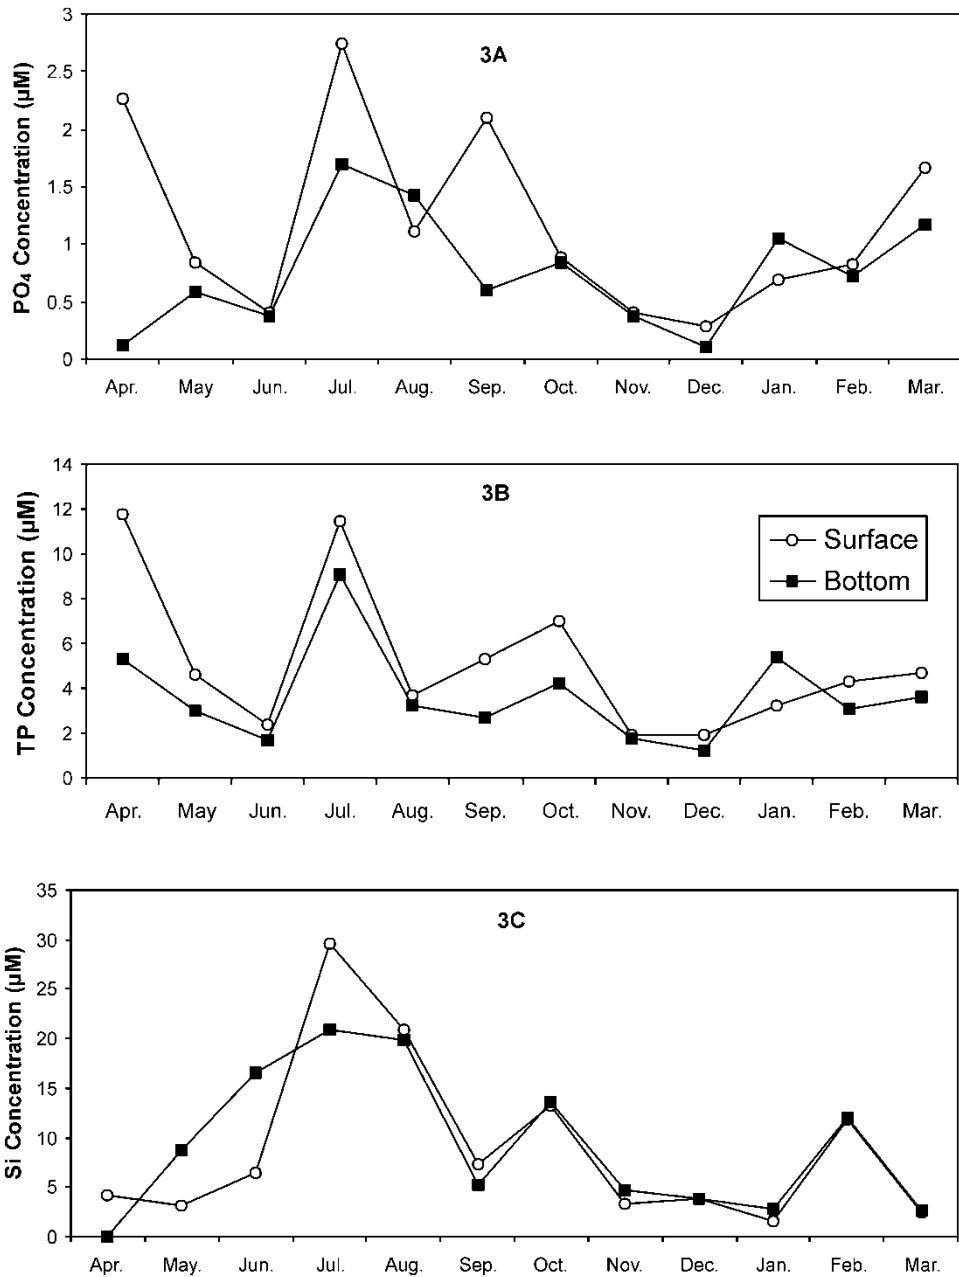 3
2.5
2
1.5
1
0.5
0
PO₄ Concentration (µM)
3A
Apr. May Jun. Jul. Aug. Sep. Oct. Nov. Dec. Jan. Feb. Mar.
14
12
10
8
6
4
2
0
TP Concentration (µM)
3B
Surface
Bottom
Apr. May Jun. Jul. Aug. Sep. Oct. Nov. Dec. Jan. Feb. Mar.
35
30
25
20
15
10
5
0
Si Concentration (µM)
3C
Apr. May Jun. Jul. Aug. Sep. Oct. Nov. Dec. Jan. Feb. Mar.